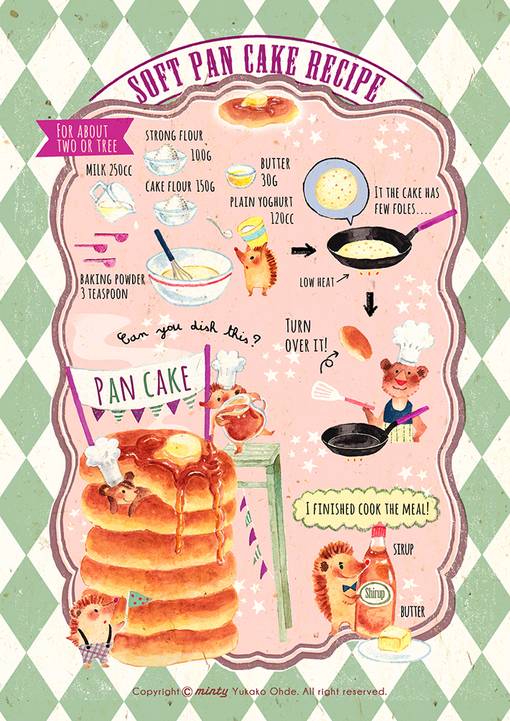 SOFT PAN CAKE RECIPE
FOR ABOUT
TWO OR TREE
STRONG FLOUR
100G
MILK 250CC
CAKE FLOUR 150G
BUTTER
30G
PLAIN YOGHURT
120CC
BAKING POWDER
3 TEASPOON
IT THE CAKE HAS
FEW FOLES....
LOW HEAT
Can you dish this?
TURN
OVER IT!
PAN CAKE
I FINISHED COOK THE MEAL!
SIRUP
Shirup
BUTTER
Copyright © minty Yukako Ohde. All right reserved.